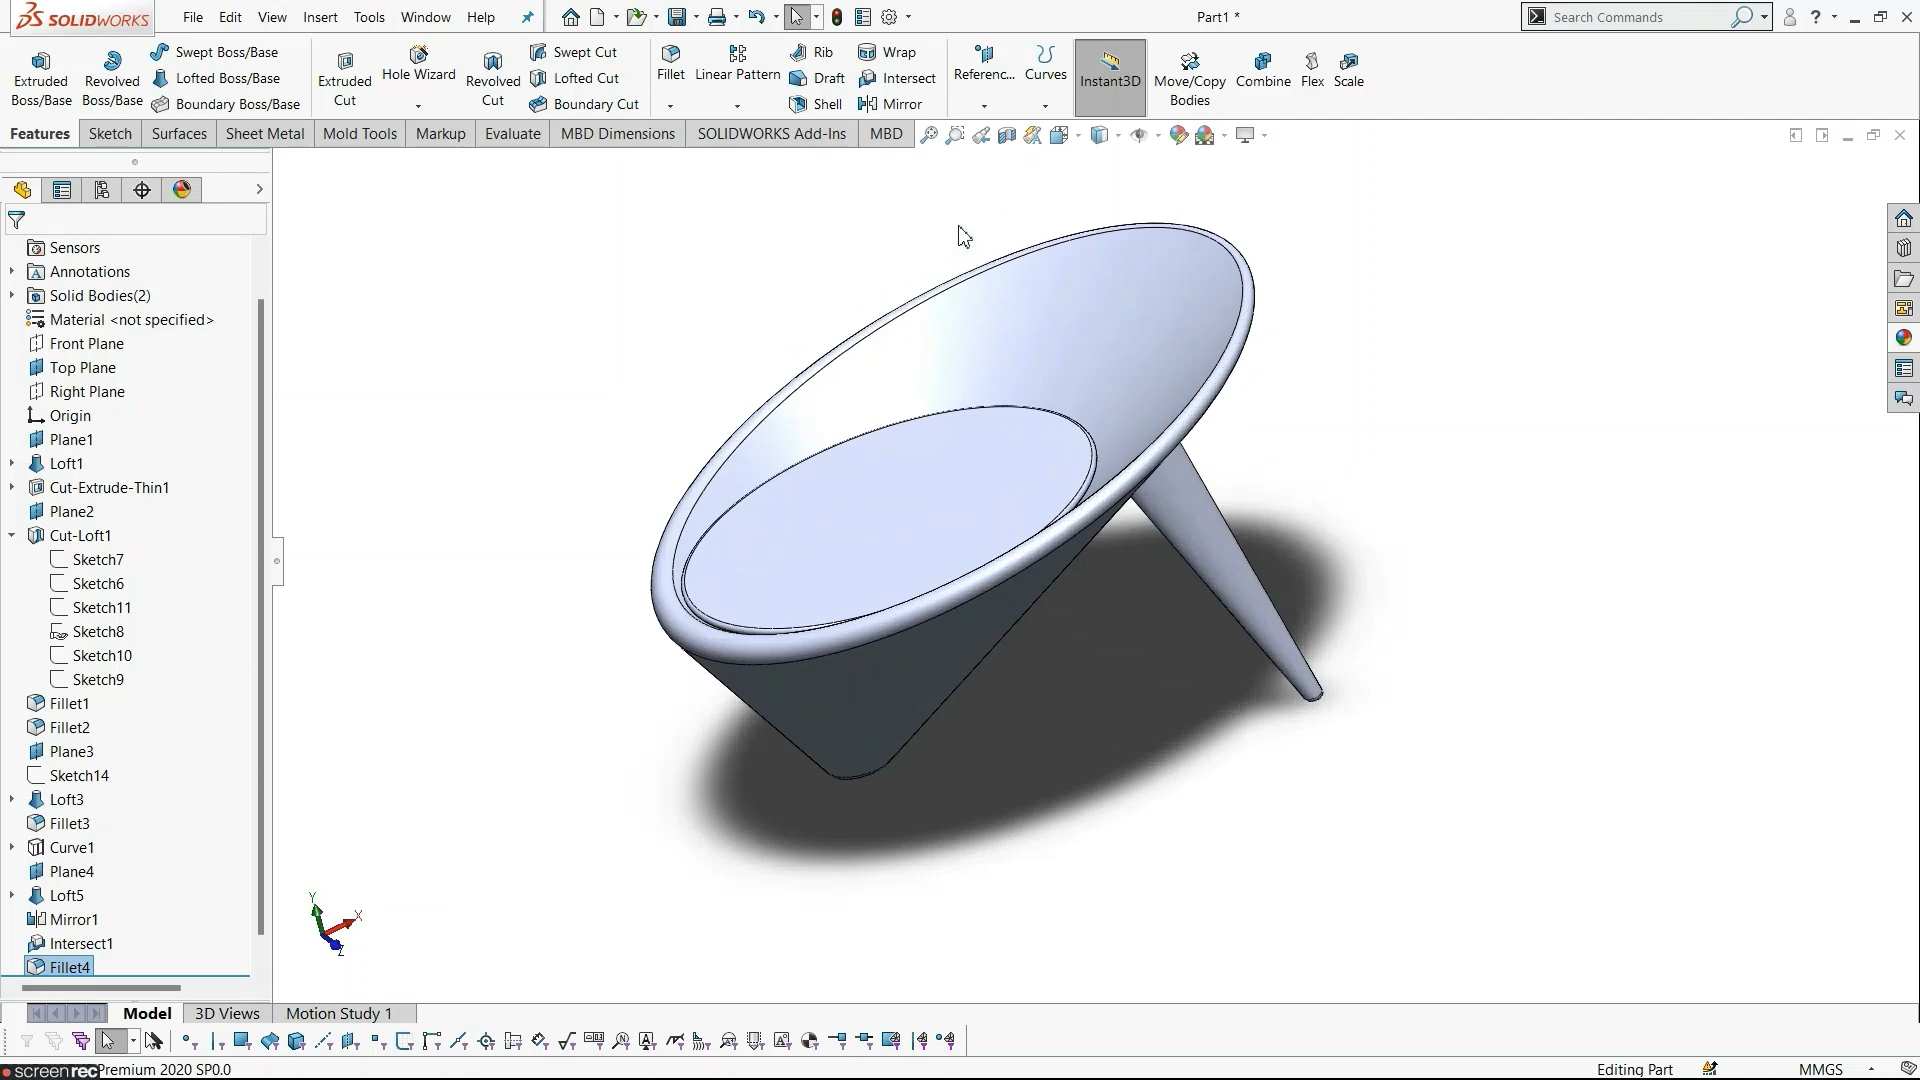 SOLIDWORKS File Edit View Insert Tools Window Help Part1 * Search Commands ?
Extruded Boss/Base
Revolved Boss/Base
Swept Boss/Base
Lofted Boss/Base
Boundary Boss/Base
Extruded Cut
Hole Wizard
Revolved Cut
Swept Cut
Lofted Cut
Boundary Cut
Fillet
Linear Pattern
Rib
Draft
Shell
Wrap
Intersect
Mirror
Referenc...
Curves
Instant3D
Move/Copy Bodies
Combine
Flex
Scale
Features Sketch Surfaces Sheet Metal Mold Tools Markup Evaluate MBD Dimensions SOLIDWORKS Add-Ins MBD
Sensors
Annotations
Solid Bodies(2)
Material <not specified>
Front Plane
Top Plane
Right Plane
Origin
Plane1
Loft1
Cut-Extrude-Thin1
Plane2
Cut-Loft1
Sketch7
Sketch6
Sketch11
Sketch8
Sketch10
Sketch9
Fillet1
Fillet2
Plane3
Sketch14
Loft3
Fillet3
Curve1
Plane4
Loft5
Mirror1
Intersect1
Fillet4
Y
X
Z
Model 3D Views Motion Study 1
screenrec Premium 2020 SP0.0 Editing Part MMGS